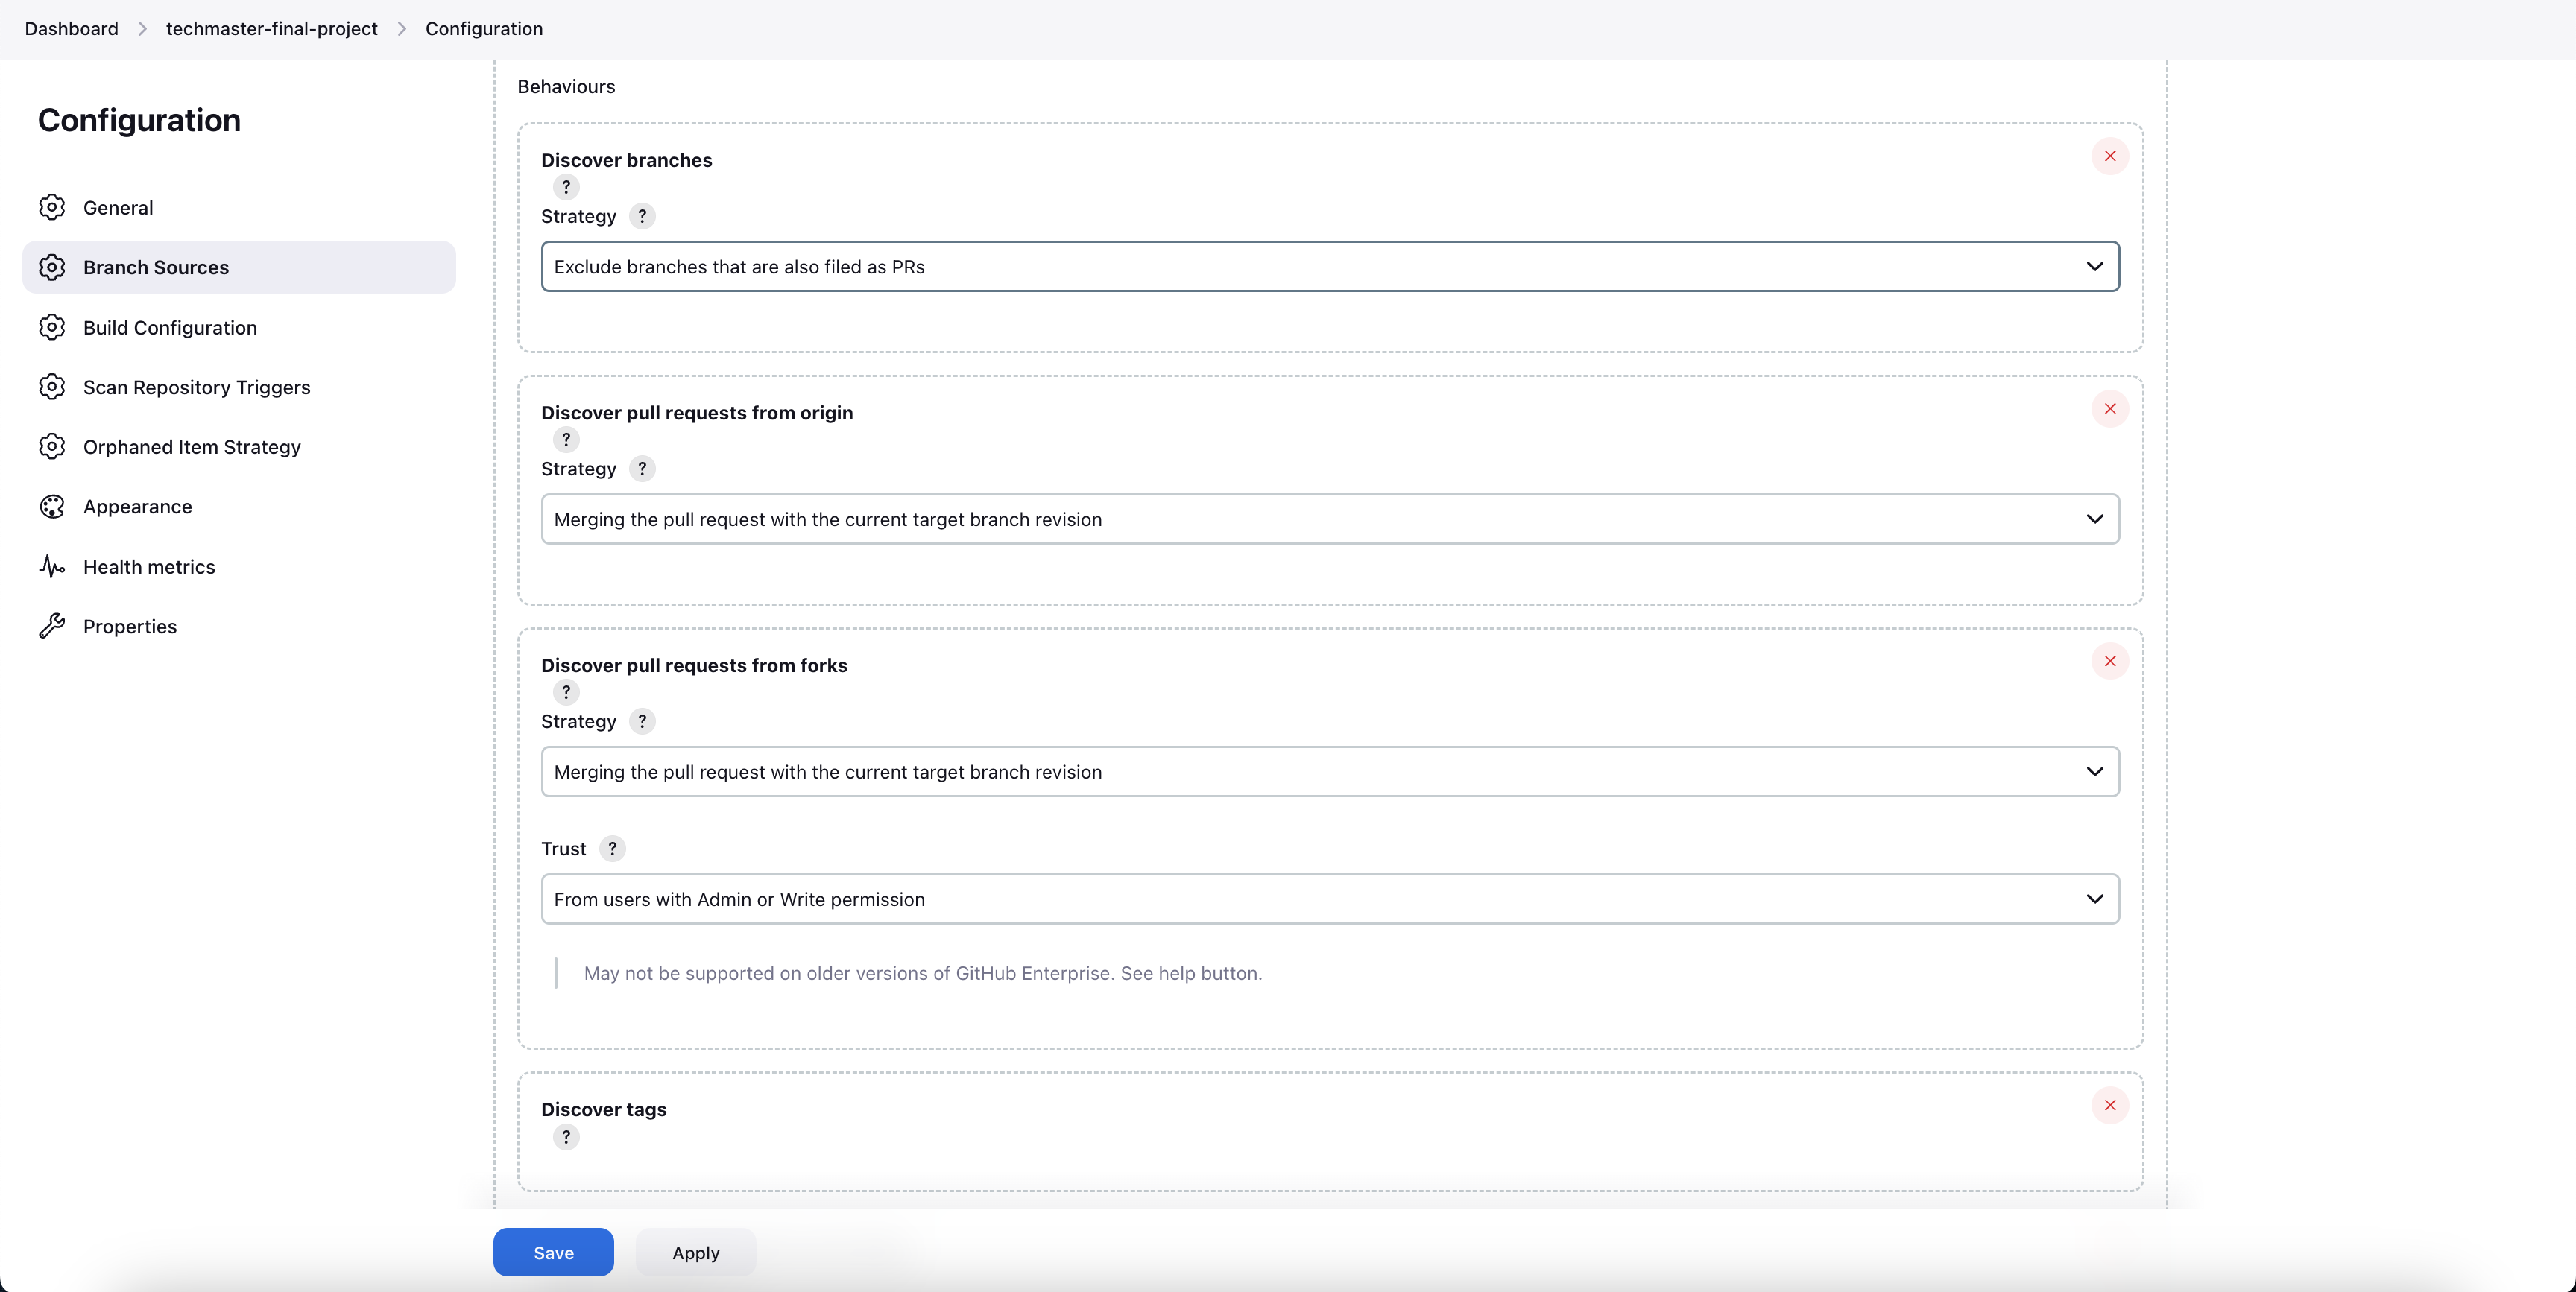 Dashboard > techmaster-final-project > Configuration
Configuration
General
Branch Sources
Build Configuration
Scan Repository Triggers
Orphaned Item Strategy
Appearance
Health metrics
Properties
Behaviours
Discover branches
?
Strategy ?
Exclude branches that are also filed as PRs
Discover pull requests from origin
?
Strategy ?
Merging the pull request with the current target branch revision
Discover pull requests from forks
?
Strategy ?
Merging the pull request with the current target branch revision
Trust ?
From users with Admin or Write permission
May not be supported on older versions of GitHub Enterprise. See help button.
Discover tags
?
Save Apply